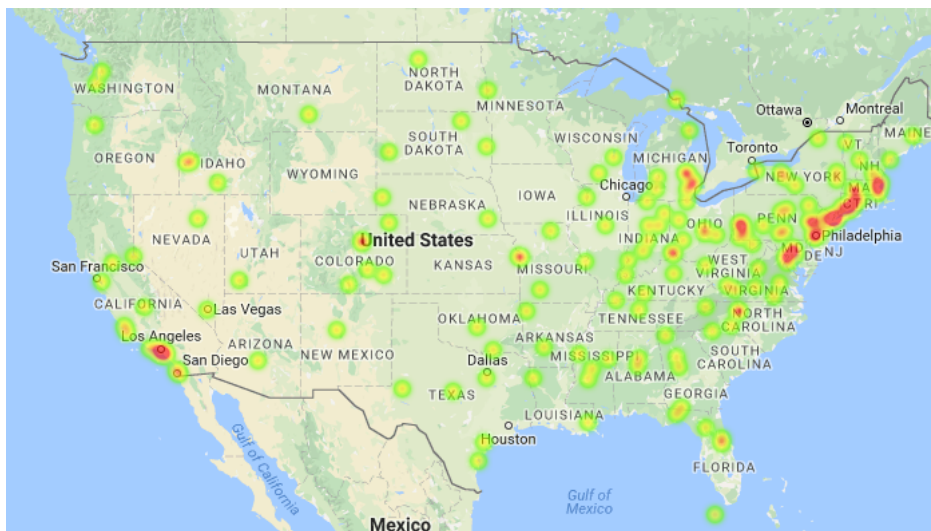 WASHINGTON
MONTANA
NORTH
DAKOTA
MINNESOTA
Ottawa
Montreal
OREGON
IDAHO
SOUTH
DAKOTA
WISCONSIN
MICHIGAN
Toronto
VT
MAINE
NH
WYOMING
NEW YORK
MA
CT RI
Chicago
IOWA
NEBRASKA
NEVADA
ILLINOIS
INDIANA
OHIO
PENN
Philadelphia
United States
UTAH
COLORADO
KANSAS
MISSOURI
WEST
VIRGINIA
MD
DE
NJ
San Francisco
KENTUCKY
VIRGINIA
CALIFORNIA
Las Vegas
OKLAHOMA
TENNESSEE
NORTH
CAROLINA
Los Angeles
ARIZONA
NEW MEXICO
ARKANSAS
MISSISSIPPI
SOUTH
CAROLINA
San Diego
Dallas
ALABAMA
TEXAS
GEORGIA
LOUISIANA
Houston
Gulf of
California
FLORIDA
Gulf of
Mexico
Mexico